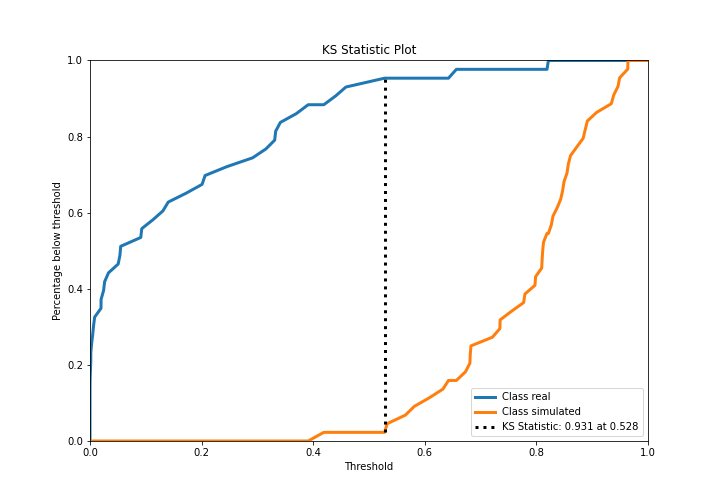 KS Statistic Plot
1.0
0.8
0.6
0.4
0.2
0.0
Percentage below threshold
0.0 0.2 0.4 0.6 0.8 1.0
Threshold
Class real
Class simulated
KS Statistic: 0.931 at 0.528